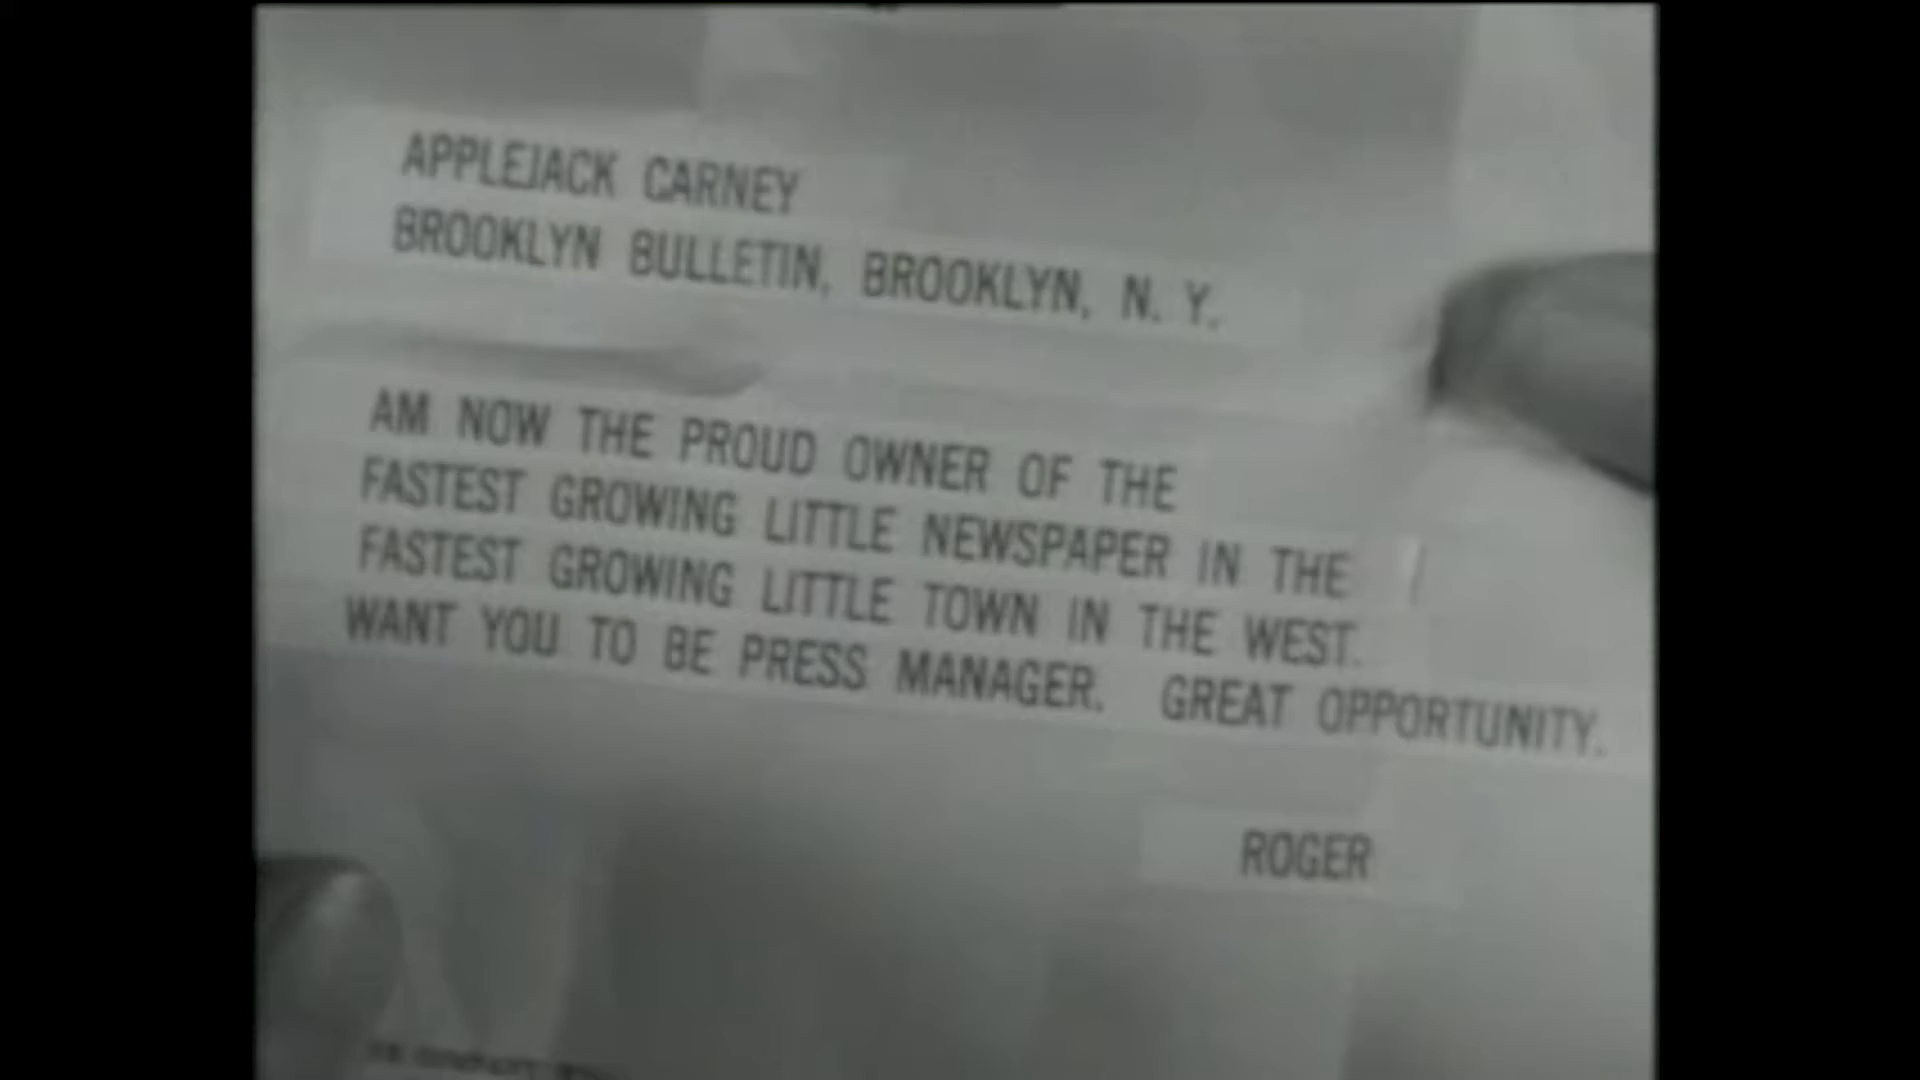 APPLEJACK CARNEY
BROOKLYN BULLETIN, BROOKLYN, N. Y.
AM NOW THE PROUD OWNER OF THE
FASTEST GROWING LITTLE NEWSPAPER IN THE
FASTEST GROWING LITTLE TOWN IN THE WEST.
WANT YOU TO BE PRESS MANAGER. GREAT OPPORTUNITY.
ROGER